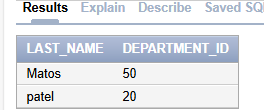 Results Explain Describe Saved SQ
LAST_NAME DEPARTMENT_ID
Matos 50
patel 20